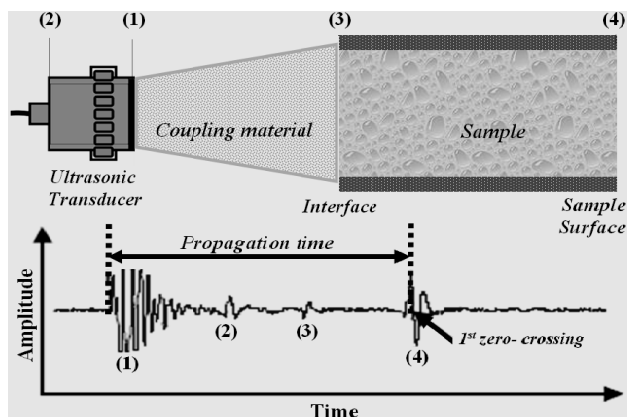 (2) (1) (3) (4)
Coupling material
Sample
Ultrasonic
Transducer
Interface
Sample
Surface
Fropagation time
Amplitude
(1)
(2)
(3)
(4)
1st zero- crossing
Time